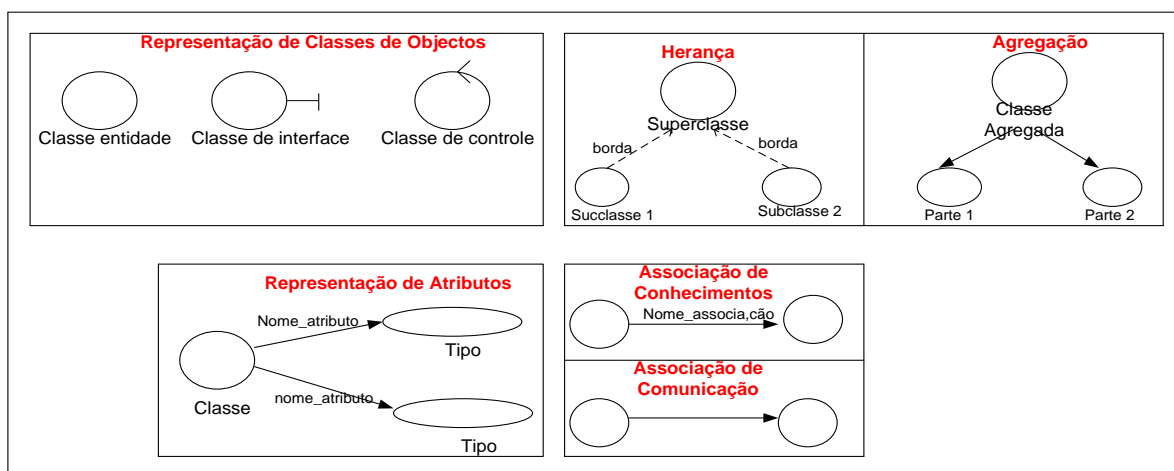 Representação de Classes de Objectos
Classe entidade
Classe de interface
Classe de controle
Herança
Superclasse
borda
borda
Succlasse 1
Subclasse 2
Agregação
Classe
Agregada
Parte 1
Parte 2
Representação de Atributos
Nome_atributo
Tipo
Classe
nome_atributo
Tipo
Associação de
Conhecimentos
Nome_associa,cão
Associação de
Comunicação